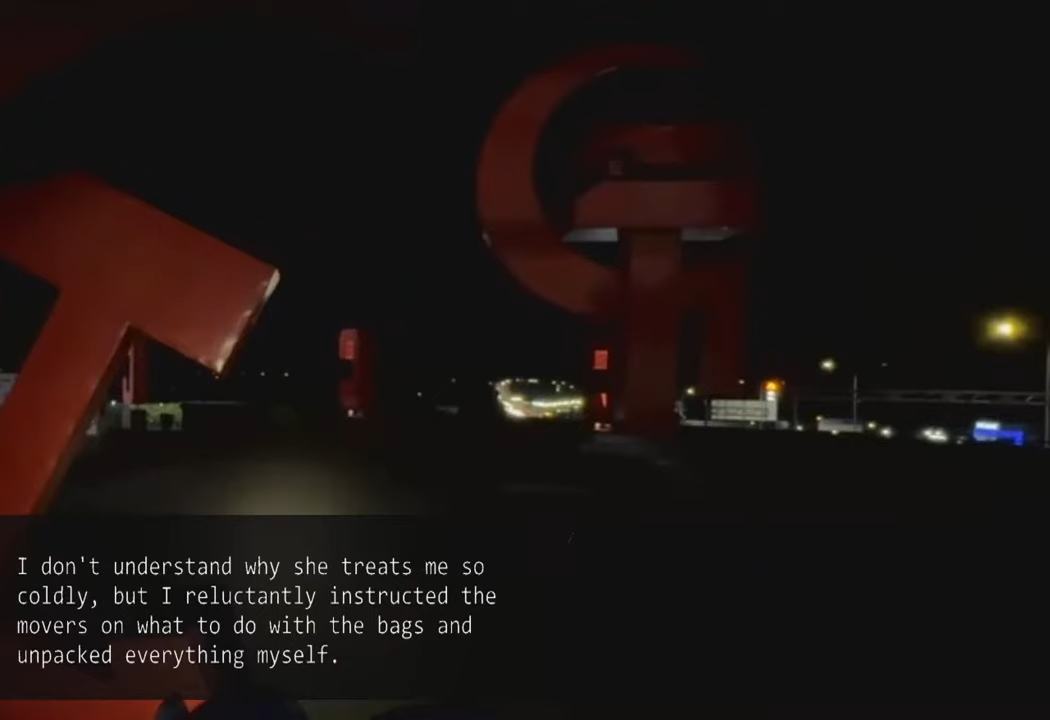 I don't understand why she treats me so
coldly, but I reluctantly instructed the
movers on what to do with the bags and
unpacked everything myself.